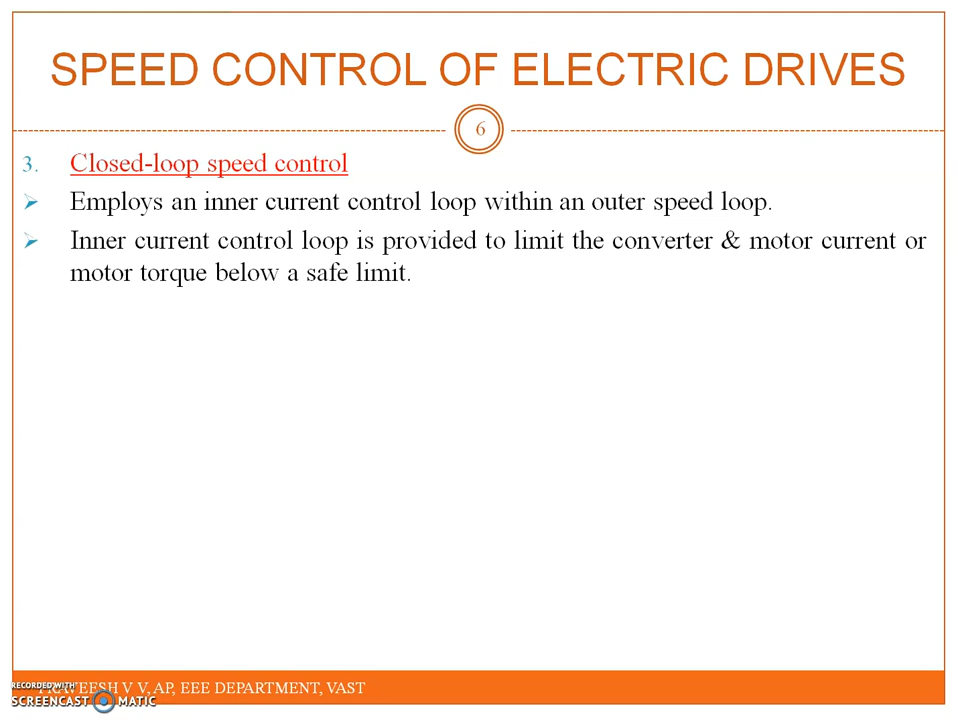 SPEED CONTROL OF ELECTRIC DRIVES
6
3. Closed-loop speed control
➢ Employs an inner current control loop within an outer speed loop.
➢ Inner current control loop is provided to limit the converter & motor current or
motor torque below a safe limit.
V V, AP, EEE DEPARTMENT, VAST
RECORDED WITH
SCREENCAST MATIC